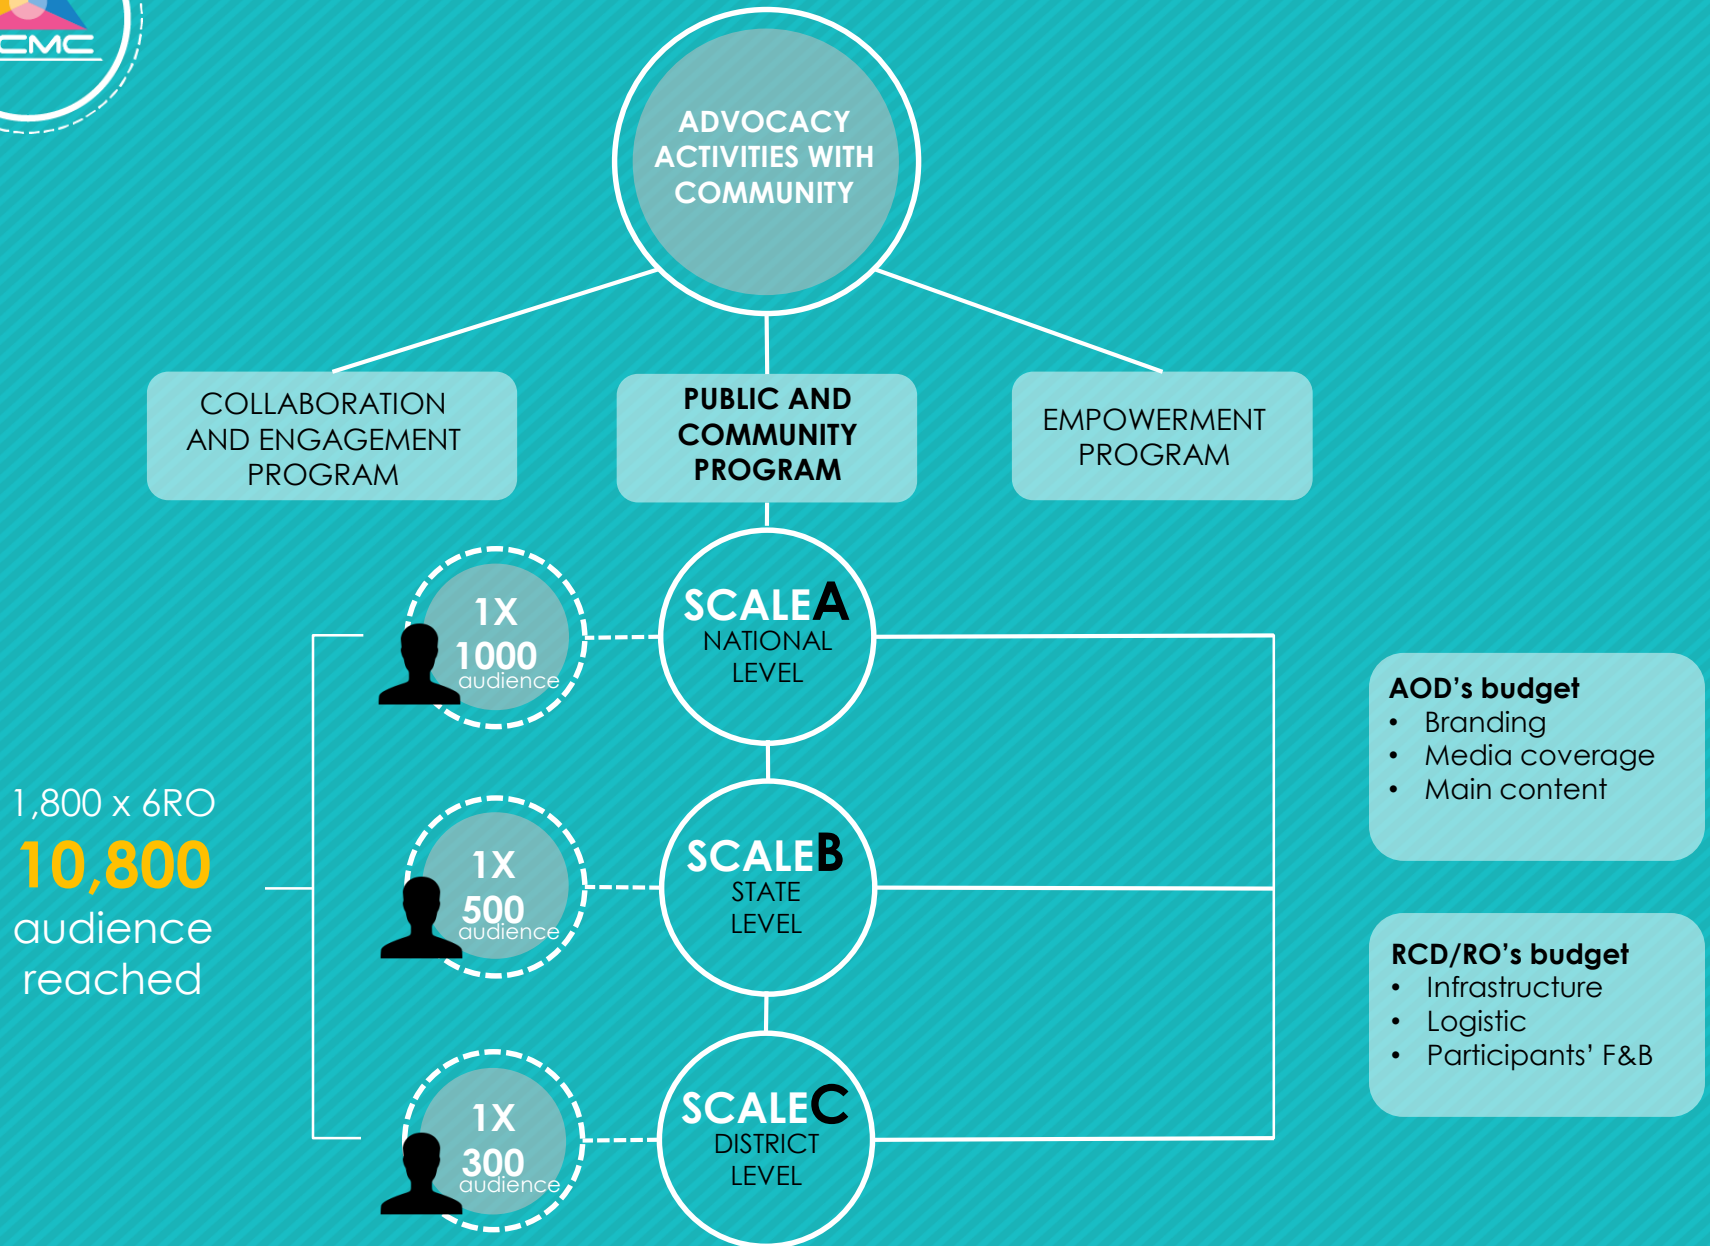 CMC
ADVOCACY
ACTIVITIES WITH
COMMUNITY
COLLABORATION
AND ENGAGEMENT
PROGRAM
PUBLIC AND
COMMUNITY
PROGRAM
EMPOWERMENT
PROGRAM
1X
1000
audience
SCALEA
NATIONAL
LEVEL
1X
500
audience
SCALEB
STATE
LEVEL
1X
300
audience
SCALEC
DISTRICT
LEVEL
1,800 x 6RO
10,800
audience
reached
AOD’s budget
• Branding
• Media coverage
• Main content
RCD/RO’s budget
• Infrastructure
• Logistic
• Participants’ F&B